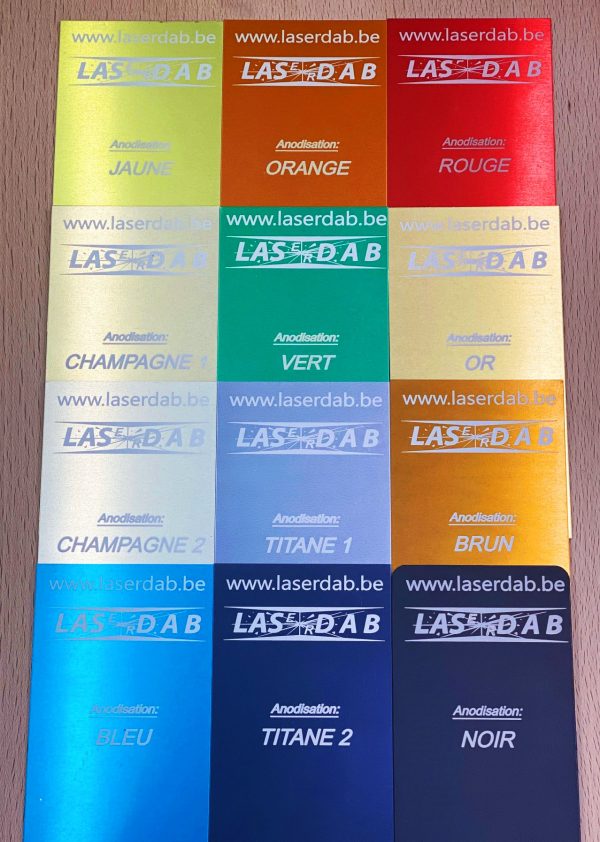 www.laserdab.be
LASERDAB
Anodisation:
JAUNE
www.laserdab.be
LASERDAB
Anodisation:
ORANGE
www.laserdab.be
LASERDAB
Anodisation:
ROUGE
www.laserdab.be
LASERDAB
Anodisation:
CHAMPAGNE 1
www.laserdab.be
LASERDAB
Anodisation:
VERT
www.laserdab.be
LASERDAB
Anodisation:
OR
www.laserdab.be
LASERDAB
Anodisation:
CHAMPAGNE 2
www.laserdab.be
LASERDAB
Anodisation:
TITANE 1
www.laserdab.be
LASERDAB
Anodisation:
BRUN
www.laserdab.be
LASERDAB
Anodisation:
BLEU
www.laserdab.be
LASERDAB
Anodisation:
TITANE 2
www.laserdab.be
LASERDAB
Anodisation:
NOIR